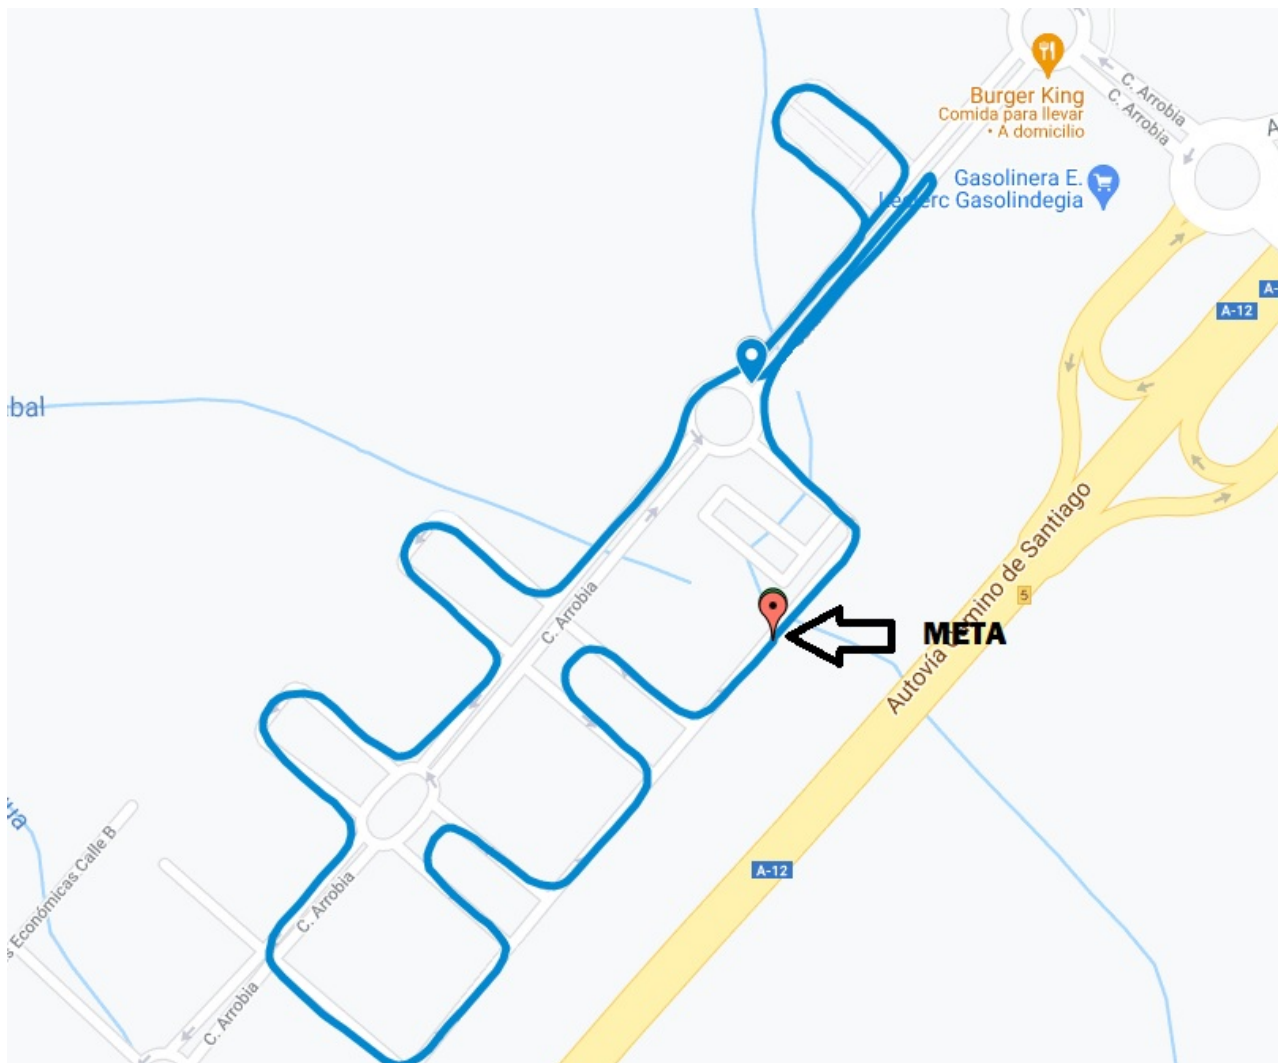 Burger King
Comida para llevar
• A domicilio
C. Arrobia
C. Arrobia
Gasolinera E.
Leclerc Gasolindegia
A-
A-12
bal
Autovía Camino de Santiago
5
META
C. Arrobia
A-12
s Económicas Calle B
C. Arrobia
C. Arrobia